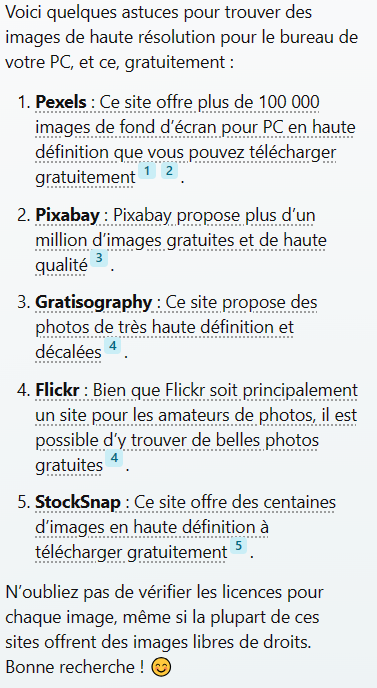 Voici quelques astuces pour trouver des
images de haute résolution pour le bureau de
votre PC, et ce, gratuitement :
1. Pexels : Ce site offre plus de 100 000
images de fond d’écran pour PC en haute
définition que vous pouvez télécharger
gratuitement 1 2 .
2. Pixabay : Pixabay propose plus d’un
million d’images gratuites et de haute
qualité 3 .
3. Gratisography : Ce site propose des
photos de très haute définition et
décalées 4 .
4. Flickr : Bien que Flickr soit principalement
un site pour les amateurs de photos, il est
possible d’y trouver de belles photos
gratuites 4 .
5. StockSnap : Ce site offre des centaines
d’images en haute définition à
télécharger gratuitement 5 .
N’oubliez pas de vérifier les licences pour
chaque image, même si la plupart de ces
sites offrent des images libres de droits.
Bonne recherche ! 😊